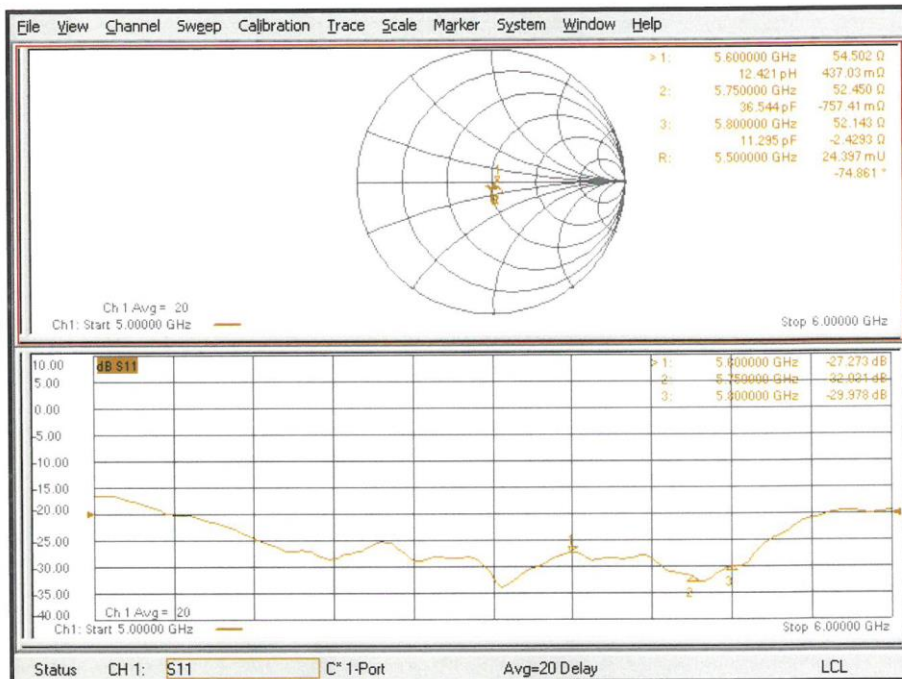 File View Channel Sweep Calibration Trace Scale Marker System Window Help
> 1: 5.600000 GHz 54.502 Ω
12.421 pH 437.03 mΩ
2: 5.750000 GHz 52.450 Ω
36.544 pF -757.41 mΩ
3: 5.800000 GHz 52.143 Ω
11.295 pF -2.4293 Ω
R: 5.500000 GHz 24.397 mU
-74.861 °
1
R
Ch 1 Avg = 20
Ch1: Start 5.00000 GHz
Stop 6.00000 GHz
10.00
dB S11
> 1: 5.600000 GHz -27.273 dB
2: 5.750000 GHz -32.021 dB
3: 5.800000 GHz -29.978 dB
5.00
0.00
-5.00
-10.00
-15.00
-20.00
-25.00
-30.00
-35.00
-40.00
1
2
3
Ch 1 Avg = 20
Ch1: Start 5.00000 GHz
Stop 6.00000 GHz
Status CH 1: S11 C* 1-Port Avg=20 Delay LCL